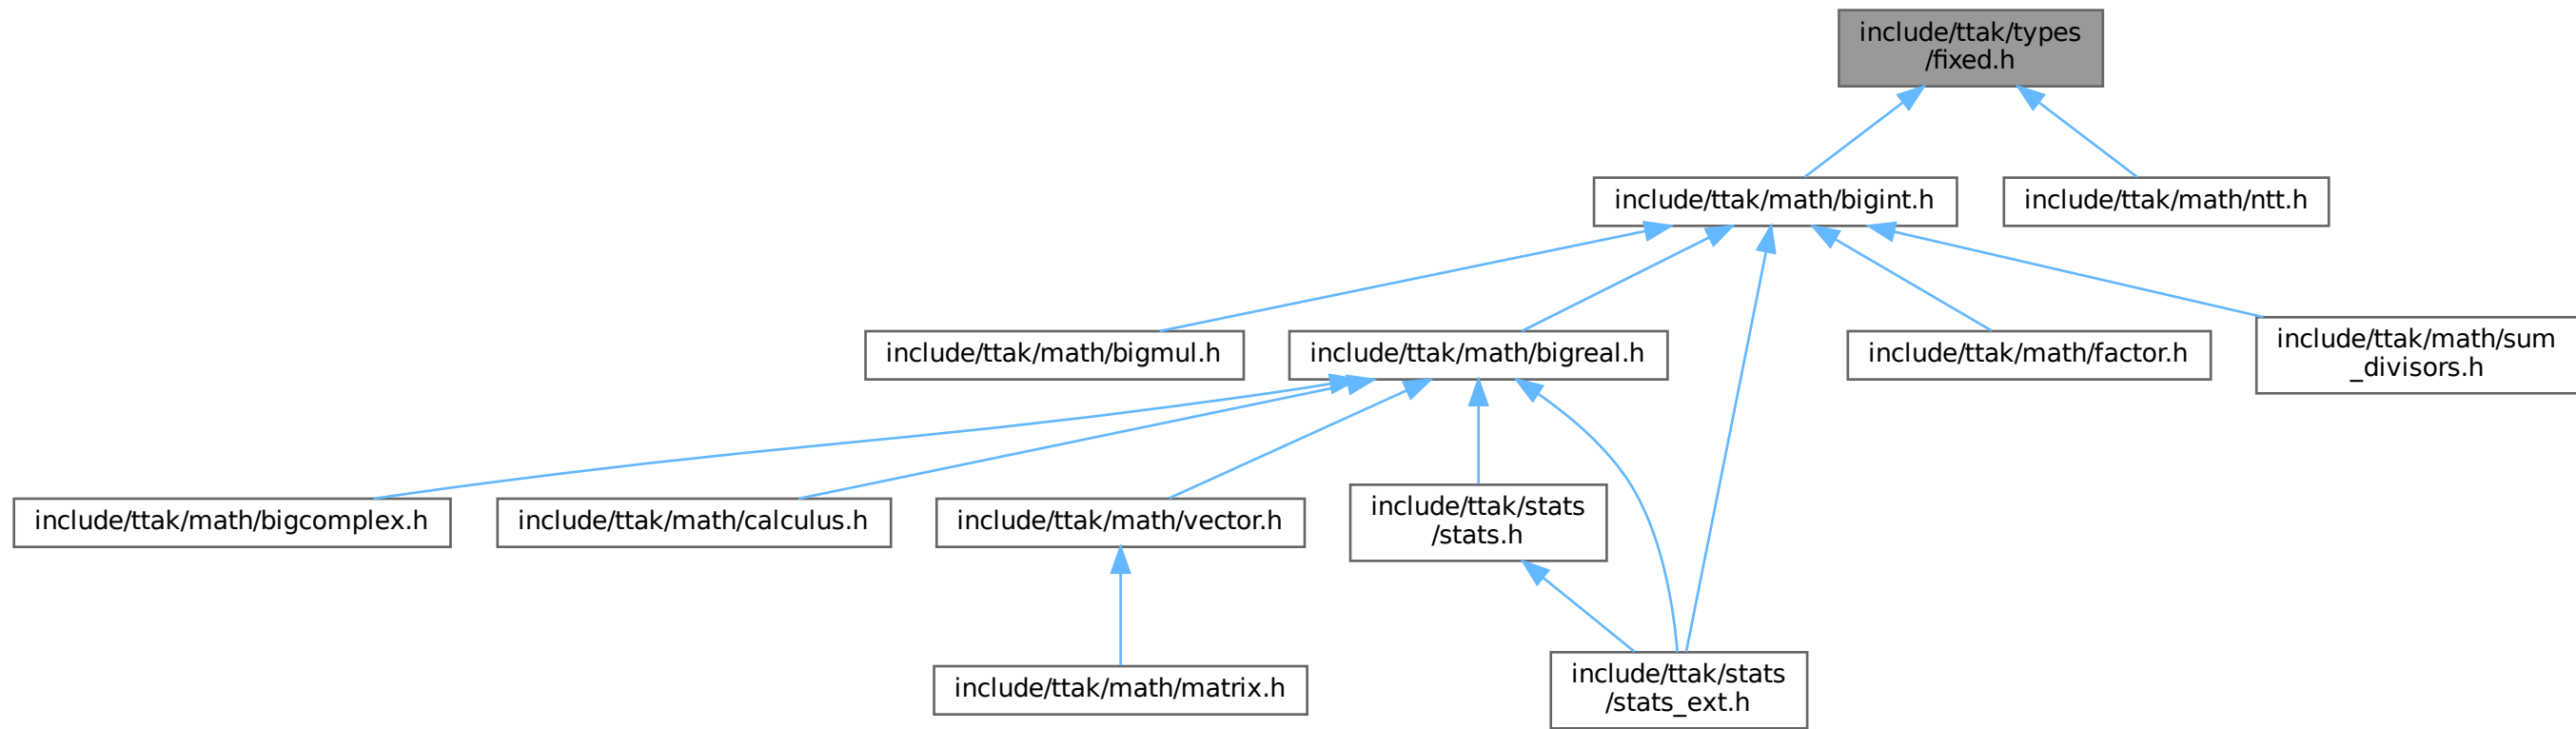 include/ttak/types
/fixed.h
include/ttak/math/bigint.h
include/ttak/math/ntt.h
include/ttak/math/bigmul.h
include/ttak/math/bigreal.h
include/ttak/math/factor.h
include/ttak/math/sum
_divisors.h
include/ttak/math/bigcomplex.h
include/ttak/math/calculus.h
include/ttak/math/vector.h
include/ttak/stats
/stats.h
include/ttak/math/matrix.h
include/ttak/stats
/stats_ext.h